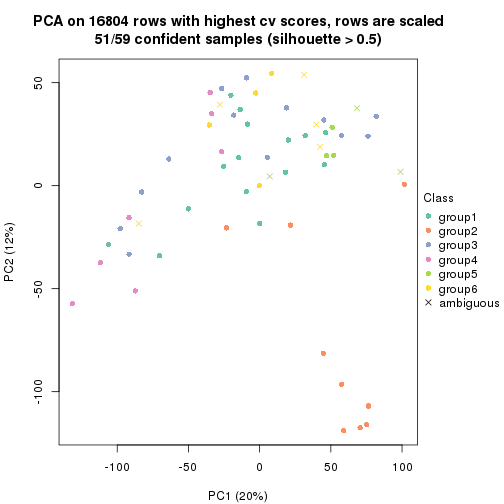 PCA on 16804 rows with highest cv scores, rows are scaled
51/59 confident samples (silhouette > 0.5)
50
0
-50
-100
PC2 (12%)
-100
-50
0
50
100
PC1 (20%)
Class
group1
group2
group3
group4
group5
group6
ambiguous